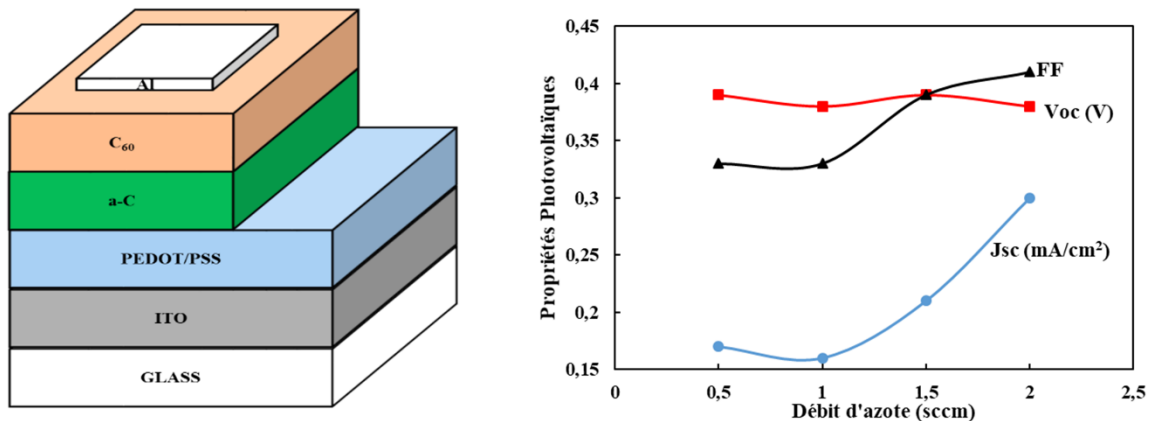 Al
C₆₀
a-C
PEDOT/PSS
ITO
GLASS
Propriétés Photovoltaïques
0,45
0,4
0,35
0,3
0,25
0,2
0,15
FF
Voc (V)
Jsc (mA/cm²)
0
0,5
1
1,5
2
2,5
Débit d'azote (sccm)